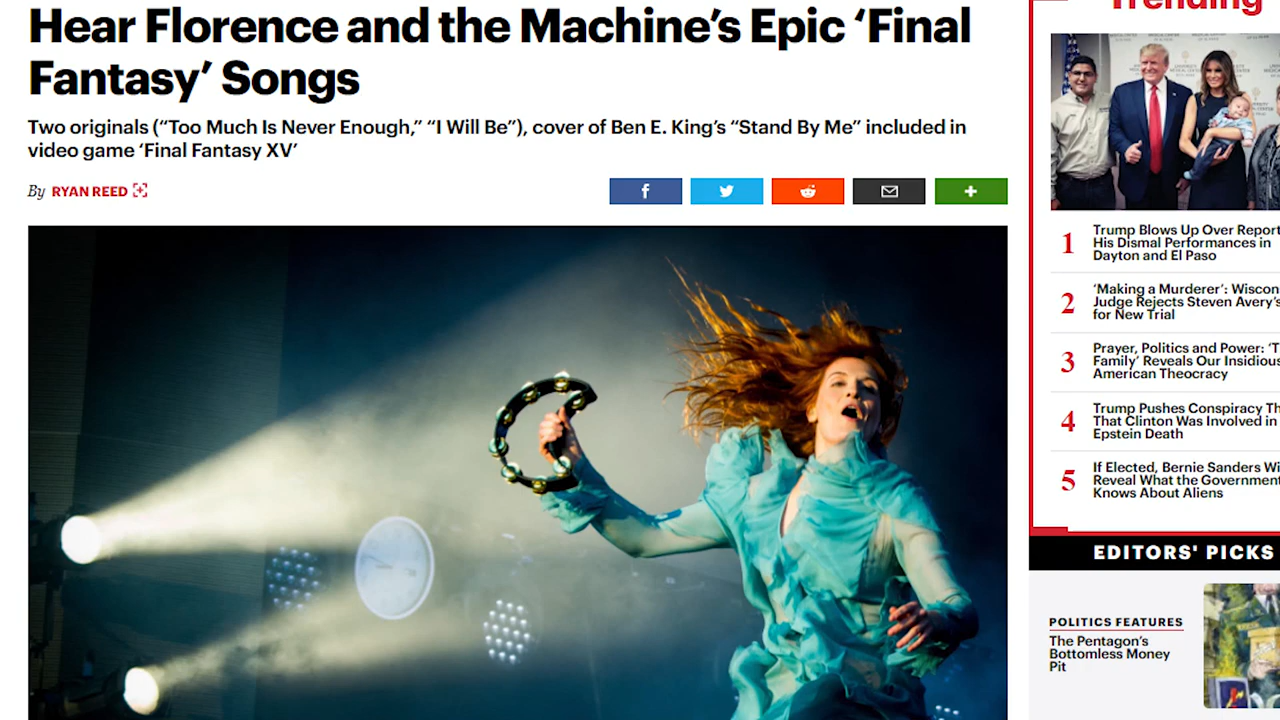 Hear Florence and the Machine's Epic ‘Final
Fantasy’ Songs
Two originals (“Too Much Is Never Enough,” “I Will Be”), cover of Ben E. King's “Stand By Me” included in
video game ‘Final Fantasy XV’
By RYAN REED
Trending
1
Trump Blows Up Over Report
His Dismal Performances in
Dayton and El Paso
2
‘Making a Murderer’: Wiscon
Judge Rejects Steven Avery's
for New Trial
3
Prayer, Politics and Power: ‘T
Family’ Reveals Our Insidious
American Theocracy
4
Trump Pushes Conspiracy Th
That Clinton Was Involved in
Epstein Death
5
If Elected, Bernie Sanders Wi
Reveal What the Government
Knows About Aliens
EDITORS' PICKS
POLITICS FEATURES
The Pentagon's
Bottomless Money
Pit